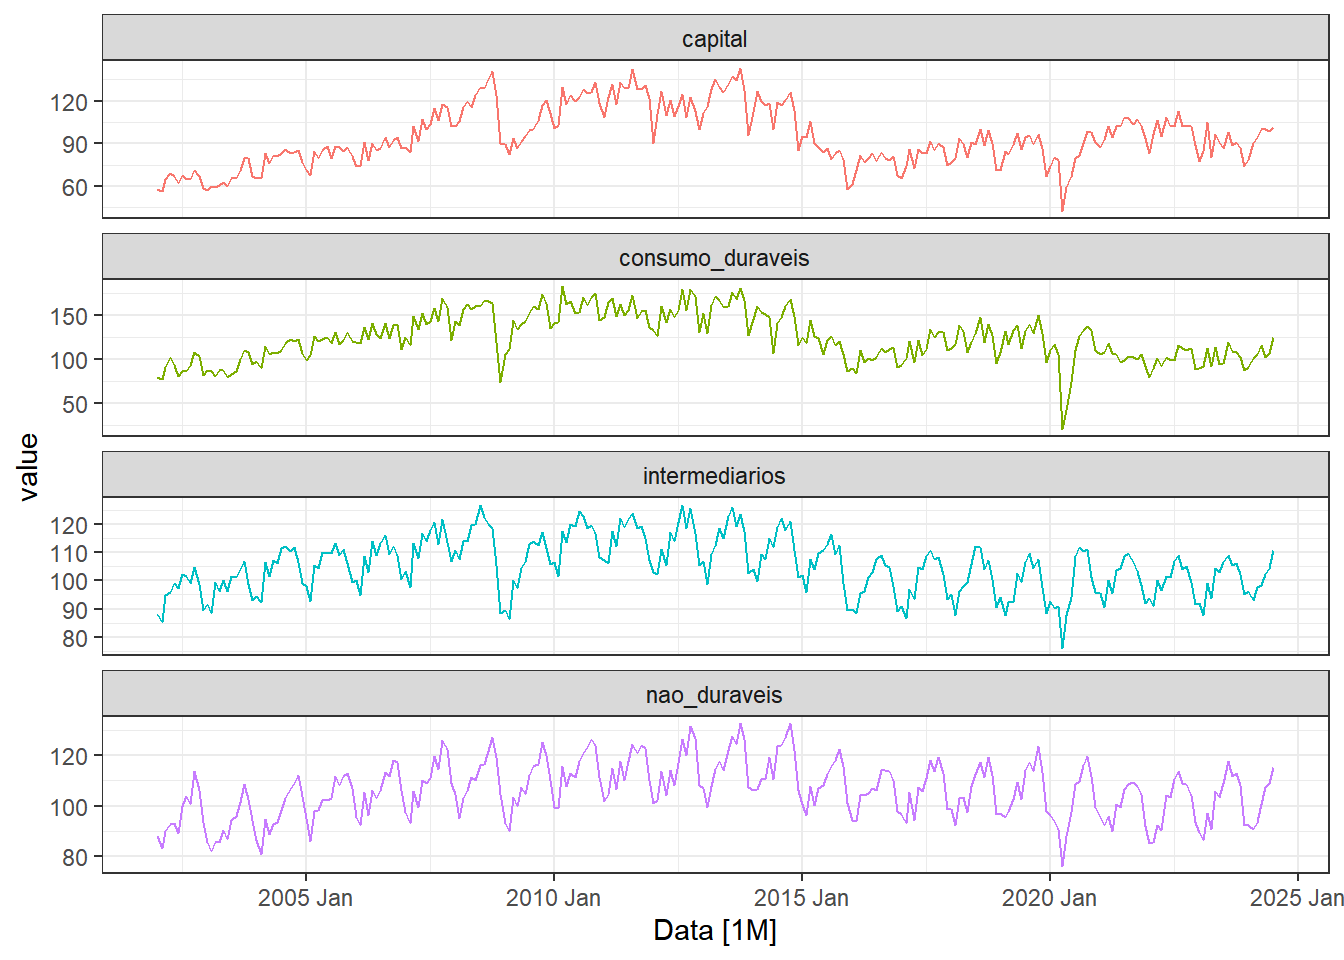 capital
120
90
60
consumo_duraveis
150
100
50
value
intermediarios
120
110
100
90
80
nao_duraveis
120
100
80
2005 Jan
2010 Jan
2015 Jan
2020 Jan
2025 Jan
Data [1M]